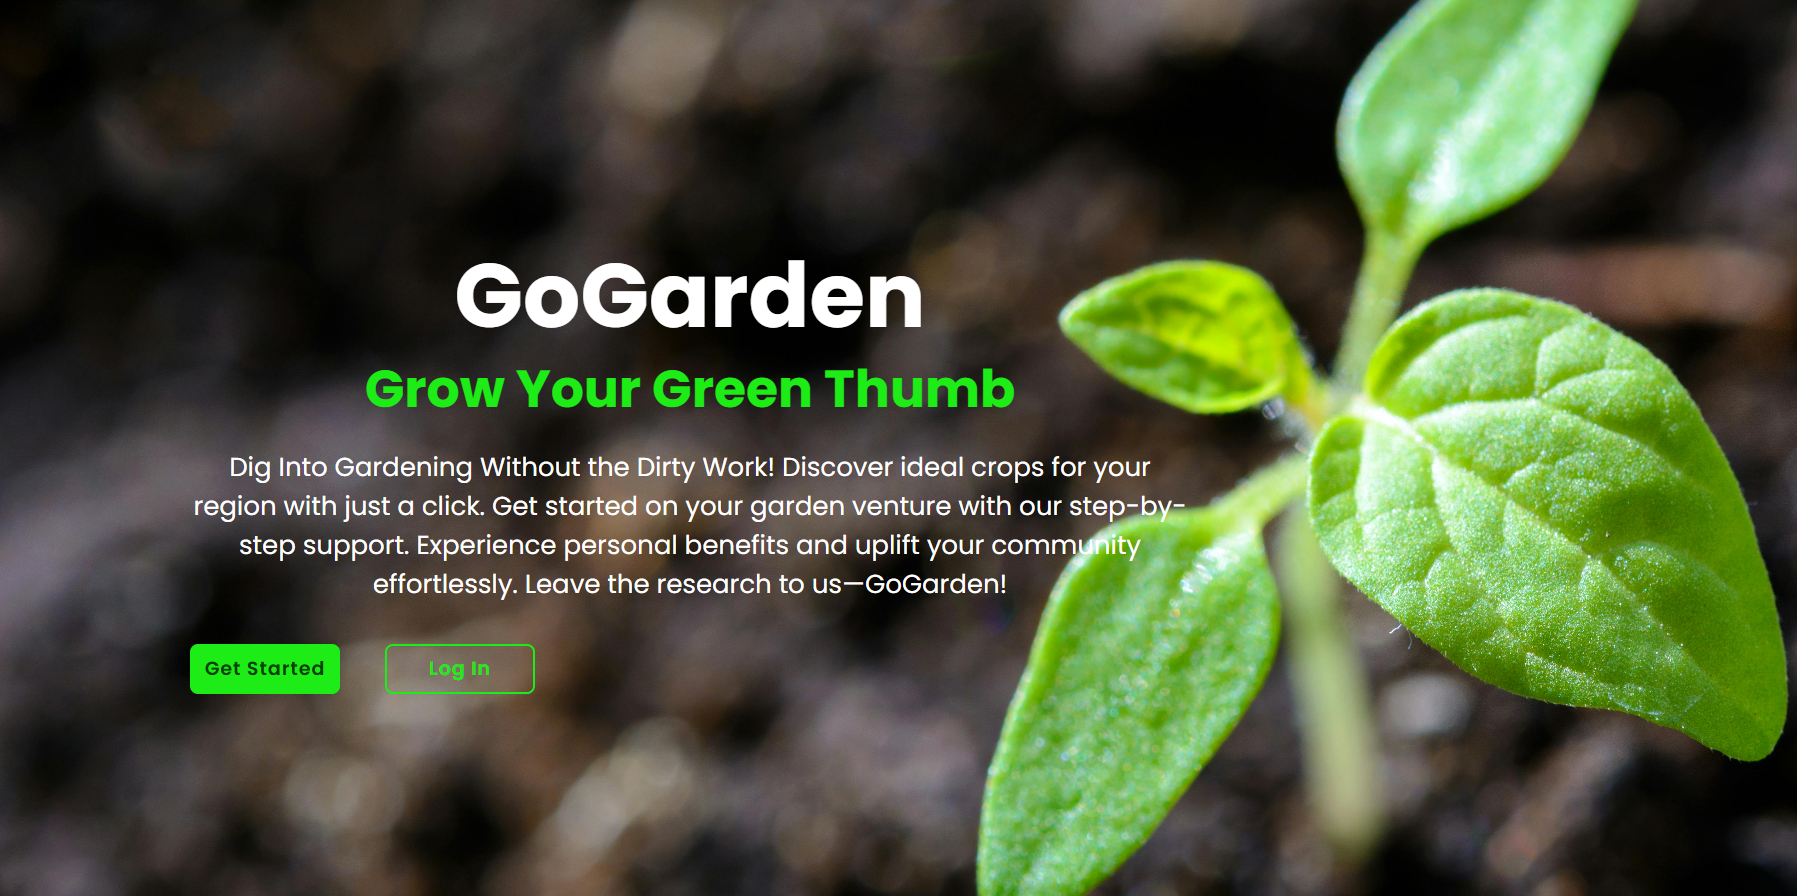 GoGarden
Grow Your Green Thumb
Dig Into Gardening Without the Dirty Work! Discover ideal crops for your
region with just a click. Get started on your garden venture with our step-by-
step support. Experience personal benefits and uplift your community
effortlessly. Leave the research to us—GoGarden!
Get Started
Log In